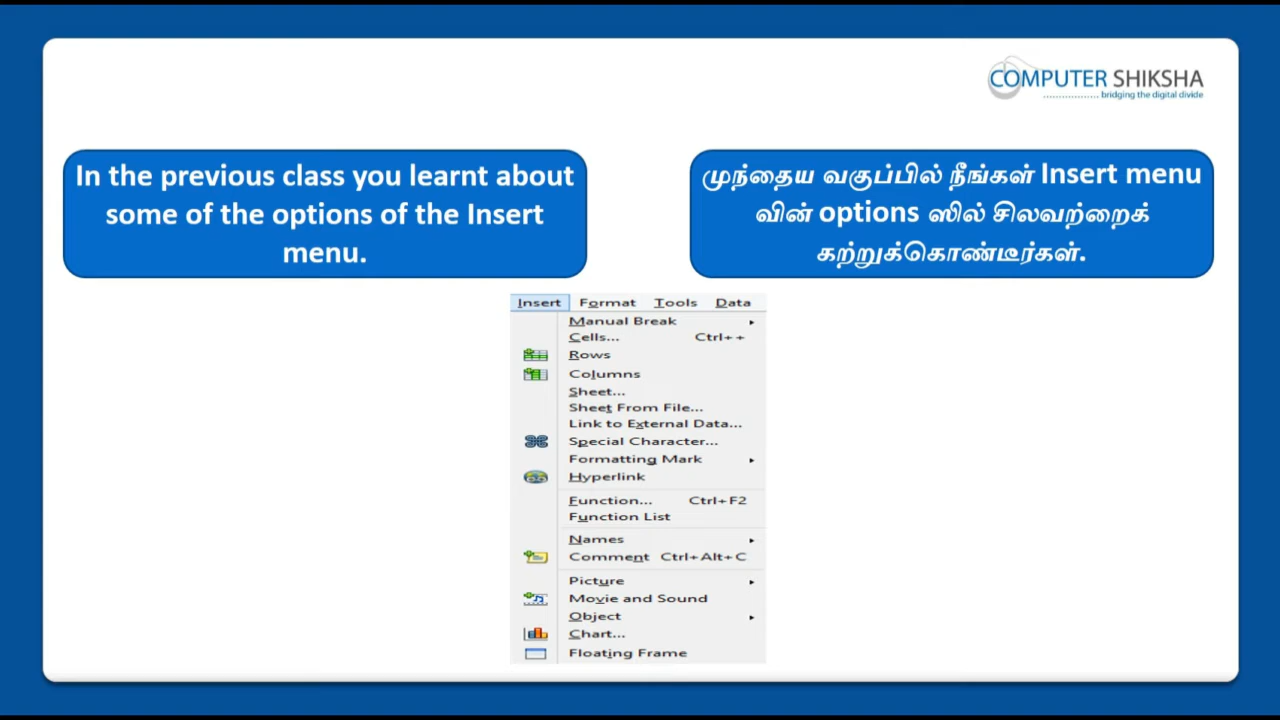 COMPUTER SHIKSHA
bridging the digital divide
In the previous class you learnt about
some of the options of the Insert
menu.
முந்தைய வகுப்பில் நீங்கள் Insert menu
வின் options ஸில் சிலவற்றைக்
கற்றுக்கொண்டீர்கள்.
Insert Format Tools Data
Manual Break
Cells... Ctrl++
Rows
Columns
Sheet...
Sheet From File...
Link to External Data...
Special Character...
Formatting Mark
Hyperlink
Function... Ctrl+F2
Function List
Names
Comment Ctrl+Alt+C
Picture
Movie and Sound
Object
Chart...
Floating Frame